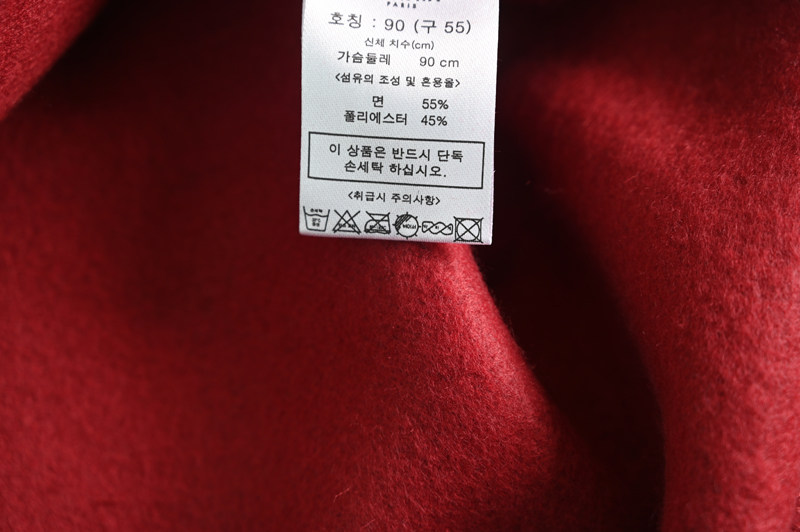 PARIS
호칭 : 90 (구 55)
신체 치수(cm)
가슴둘레 90 cm
<섬유의 조성 및 혼용율>
면 55%
폴리에스터 45%
이 상품은 반드시 단독
손세탁 하십시오.
<취급시 주의사항>